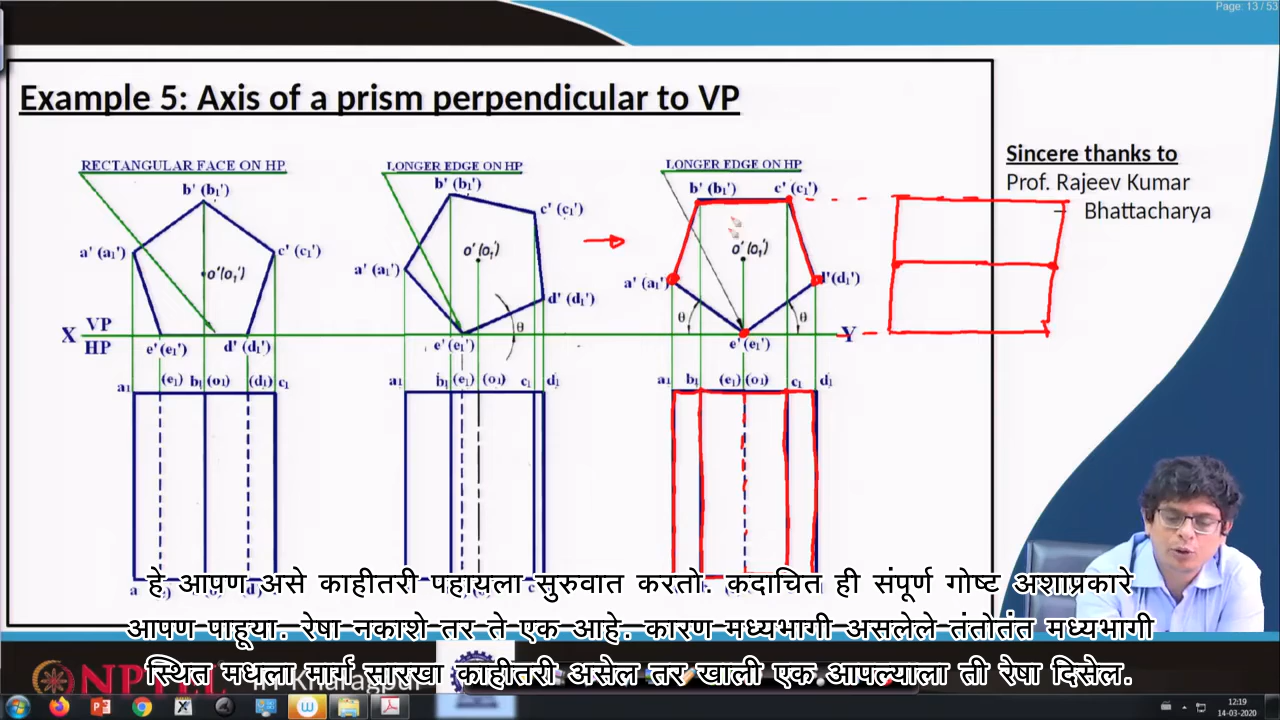 Page: 13 / 53
Example 5: Axis of a prism perpendicular to VP
Sincere thanks to
Prof. Rajeev Kumar
Bhattacharya
RECTANGULAR FACE ON HP
b' (b₁')
a' (a₁')
c' (c₁')
o'(o₁')
X VP
HP
e'(e₁') d' (d₁')
a₁ (e₁) b₁ (o₁) (d₁) c₁
LONGER EDGE ON HP
b' (b₁')
c' (c₁')
o' (o₁')
a' (a₁')
d' (d₁')
θ
e' (e₁')
a₁ b₁ (e₁) (o₁) c₁ d₁
LONGER EDGE ON HP
b' (b₁') c' (c₁')
o' (o₁')
a' (a₁') d'(d₁')
θ θ
Y
e' (e₁')
a₁ b₁ (e₁) (o₁) c₁ d₁
हे आपण असे काहीतरी पहायला सुरुवात करतो. कदाचित ही संपूर्ण गोष्ट अशाप्रकारे
आपण पाहूया. रेषा नकाशे तर ते एक आहे. कारण मध्यभागी असलेले तंतोतंत मध्यभागी
स्थित मधला मार्ग सारखा काहीतरी असेल तर खाली एक आपल्याला ती रेषा दिसेल.
12:19
14-03-2020